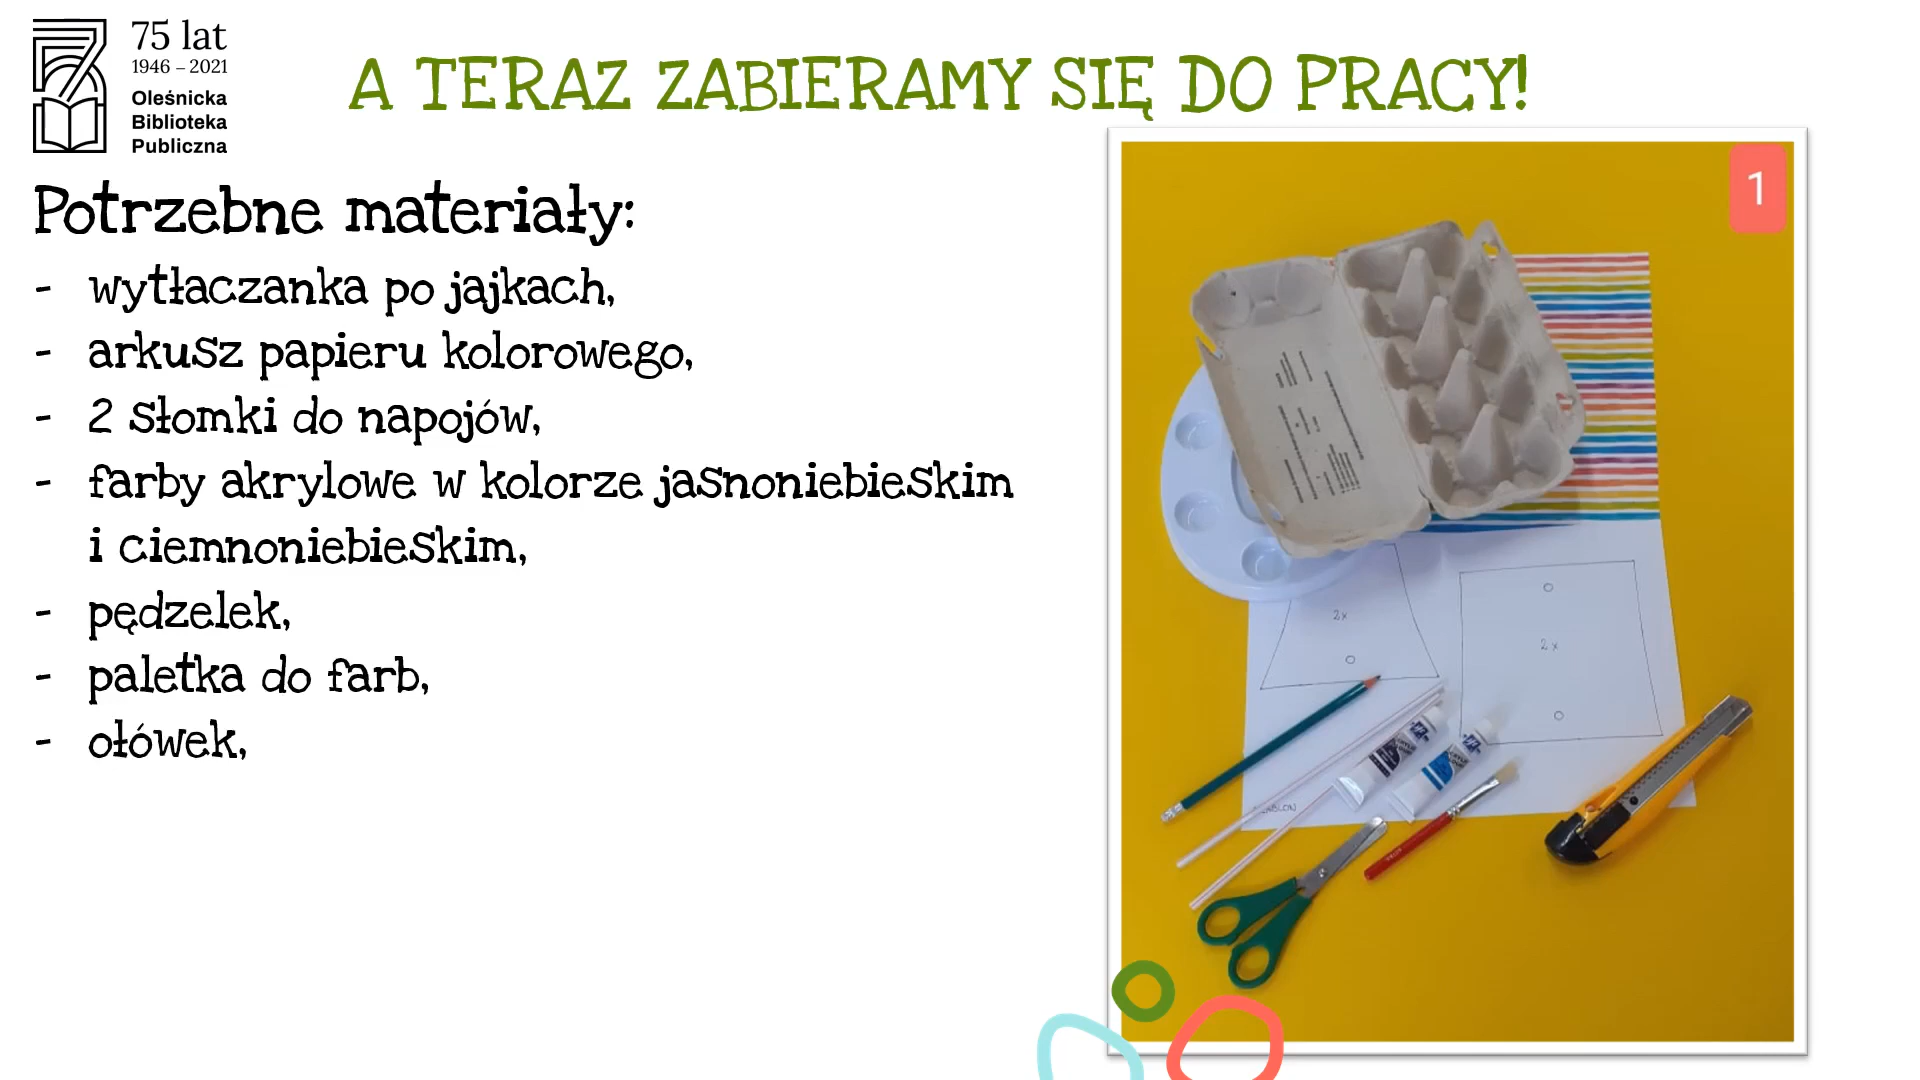 75 lat
1946 – 2021
Oleśnicka
Biblioteka
Publiczna
A TERAZ ZABIERAMY SIĘ DO PRACY!
Potrzebne materiały:
- wytłaczanka po jajkach,
- arkusz papieru kolorowego,
- 2 słomki do napojów,
- farby akrylowe w kolorze jasnoniebieskim
i ciemnoniebieskim,
- pędzelek,
- paletka do farb,
- ołówek,
1
2x
2x